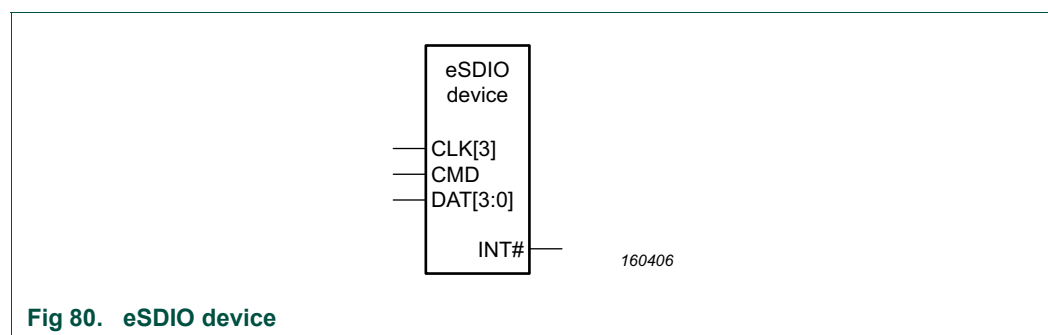 eSDIO
device
CLK[3]
CMD
DAT[3:0]
INT#
160406
Fig 80. eSDIO device